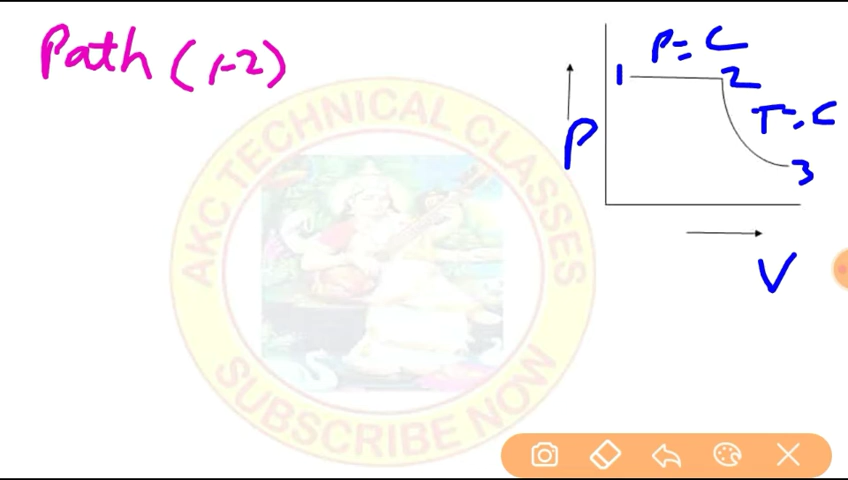 Path (1-2)
P = C
1
2
T = C
P
3
V
AKC TECHNICAL CLASSES
SUBSCRIBE NOW